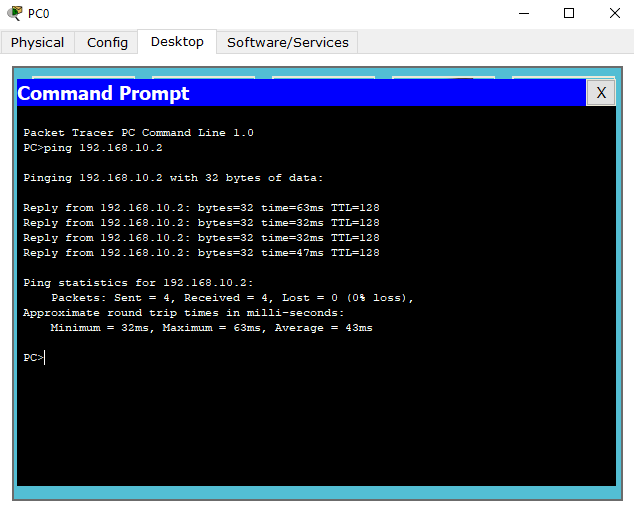 PC0
Physical Config Desktop Software/Services
Command Prompt X
Packet Tracer PC Command Line 1.0
PC>ping 192.168.10.2
Pinging 192.168.10.2 with 32 bytes of data:
Reply from 192.168.10.2: bytes=32 time=63ms TTL=128
Reply from 192.168.10.2: bytes=32 time=32ms TTL=128
Reply from 192.168.10.2: bytes=32 time=32ms TTL=128
Reply from 192.168.10.2: bytes=32 time=47ms TTL=128
Ping statistics for 192.168.10.2:
Packets: Sent = 4, Received = 4, Lost = 0 (0% loss),
Approximate round trip times in milli-seconds:
Minimum = 32ms, Maximum = 63ms, Average = 43ms
PC>